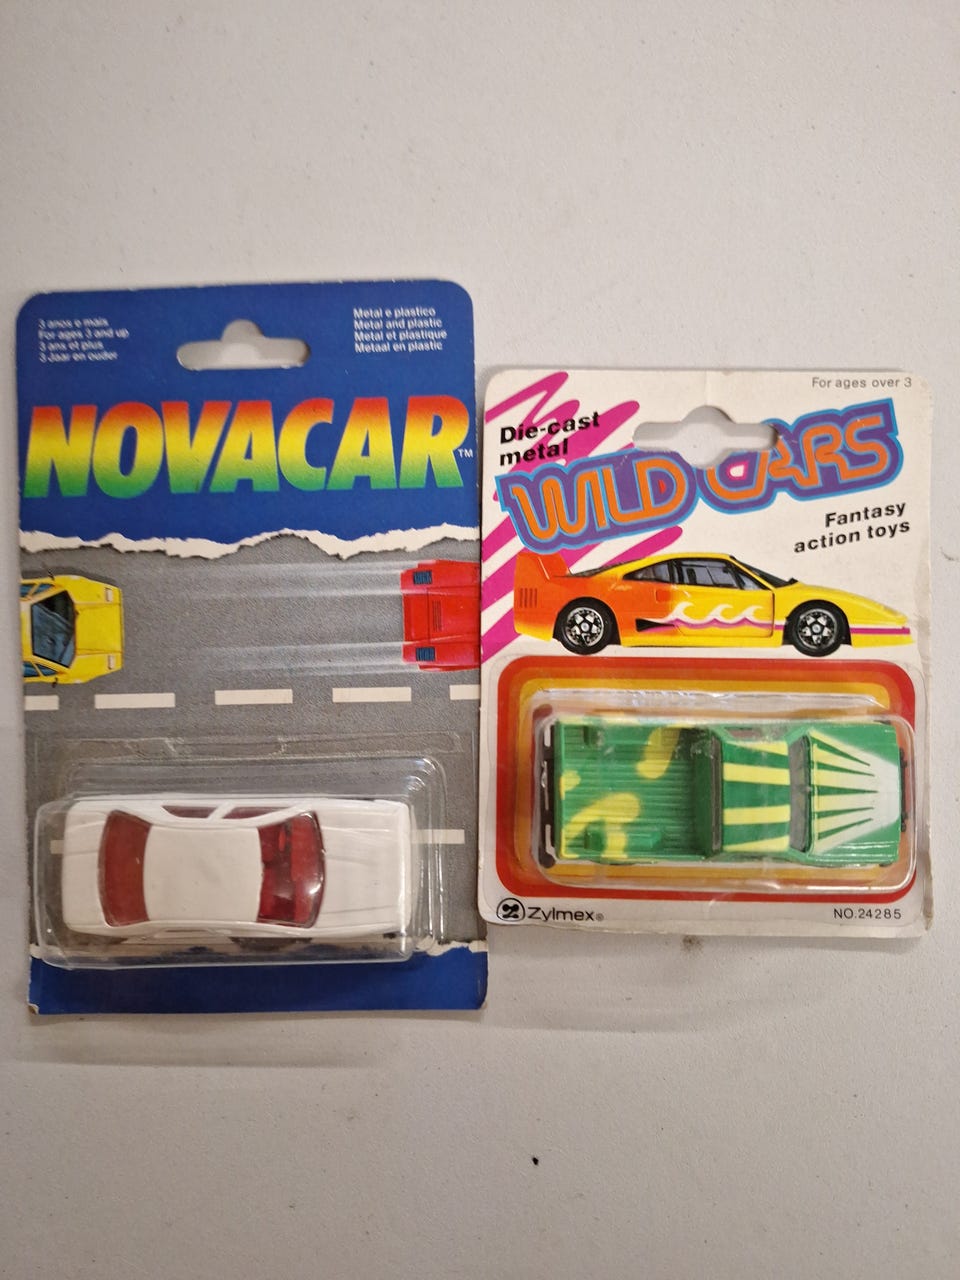 3 anos e mais
For ages 3 and up
3 ans et plus
3 Jaar en ouder
Metal e plastico
Metal and plastic
Metal et plastique
Metaal en plastic
NOVACAR™
For ages over 3
Die-cast
metal
WILD CARS
Fantasy
action toys
Zylmex®
NO.24285